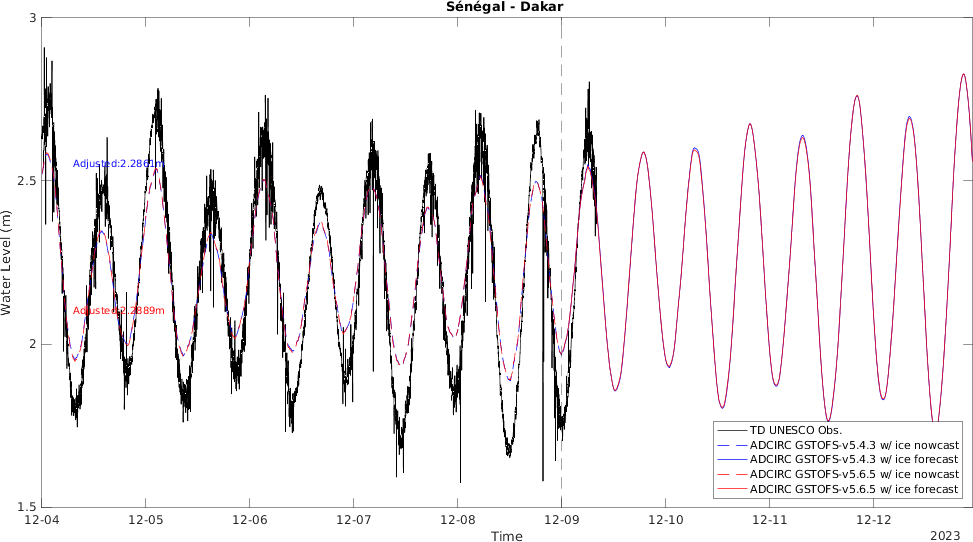 Sénégal - Dakar
3
2.5
2
1.5
Water Level (m)
Adjusted:2.2861m
Adjusted:2.2889m
TD UNESCO Obs.
ADCIRC GSTOFS-v5.4.3 w/ ice nowcast
ADCIRC GSTOFS-v5.4.3 w/ ice forecast
ADCIRC GSTOFS-v5.6.5 w/ ice nowcast
ADCIRC GSTOFS-v5.6.5 w/ ice forecast
12-04 12-05 12-06 12-07 12-08 12-09 12-10 12-11 12-12
Time
2023